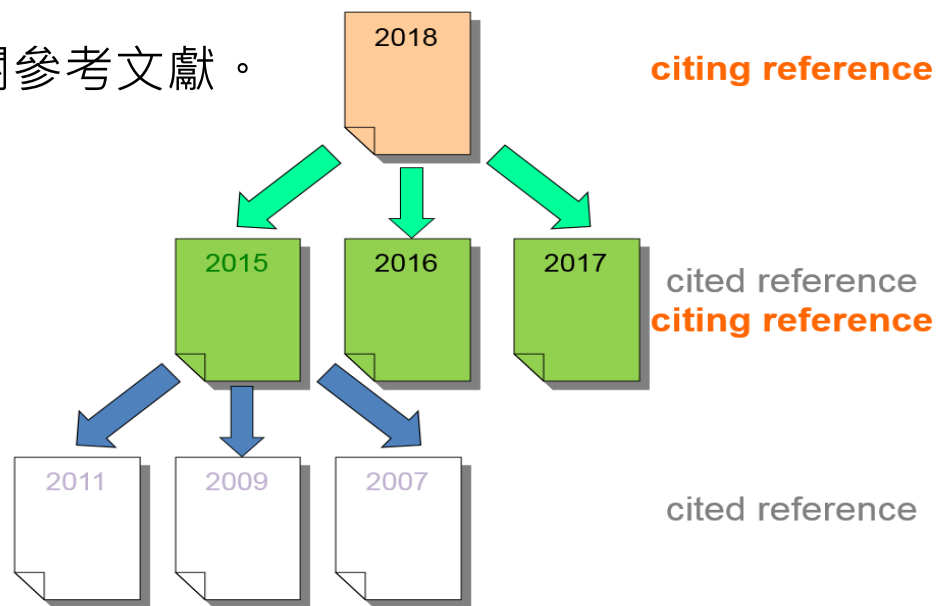 2018
citing reference
參考文獻。
2015
2016
2017
cited reference
citing reference
2011
2009
2007
cited reference